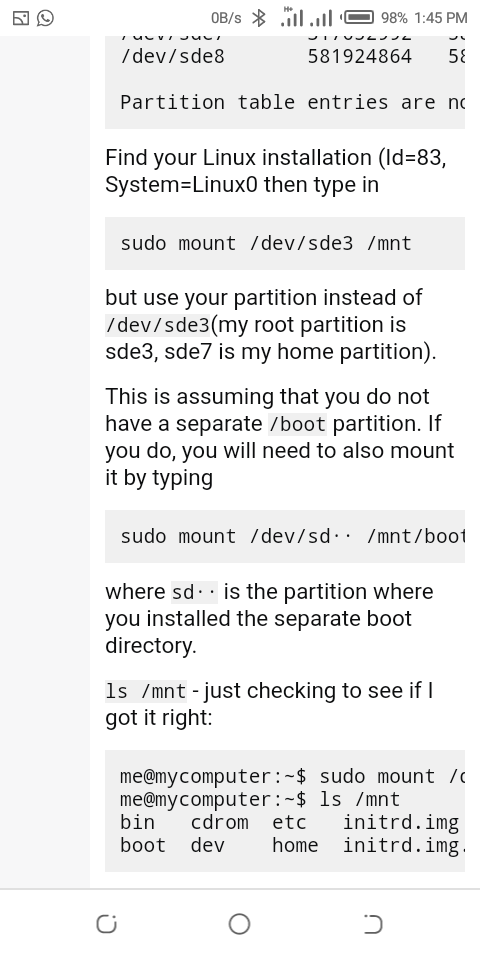 0B/s H+ 98% 1:45 PM
/dev/sde8 581924864 58
Partition table entries are no
Find your Linux installation (Id=83,
System=Linux0 then type in
sudo mount /dev/sde3 /mnt
but use your partition instead of
/dev/sde3(my root partition is
sde3, sde7 is my home partition).
This is assuming that you do not
have a separate /boot partition. If
you do, you will need to also mount
it by typing
sudo mount /dev/sd·· /mnt/boot
where sd·· is the partition where
you installed the separate boot
directory.
ls /mnt - just checking to see if I
got it right:
me@mycomputer:~$ sudo mount /d
me@mycomputer:~$ ls /mnt
bin cdrom etc initrd.img
boot dev home initrd.img.